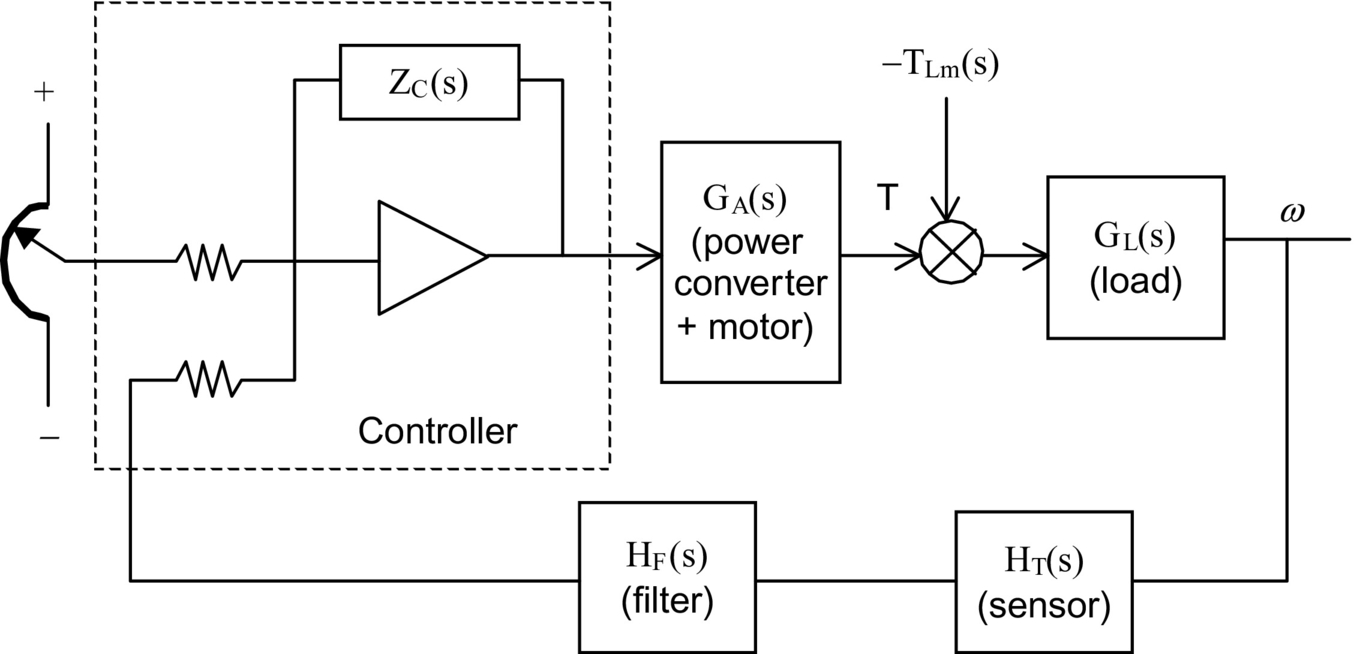 +
Z_C(s)
−T_Lm(s)
G_A(s)
(power
converter
+ motor)
T
G_L(s)
(load)
ω
−
Controller
H_F(s)
(filter)
H_T(s)
(sensor)